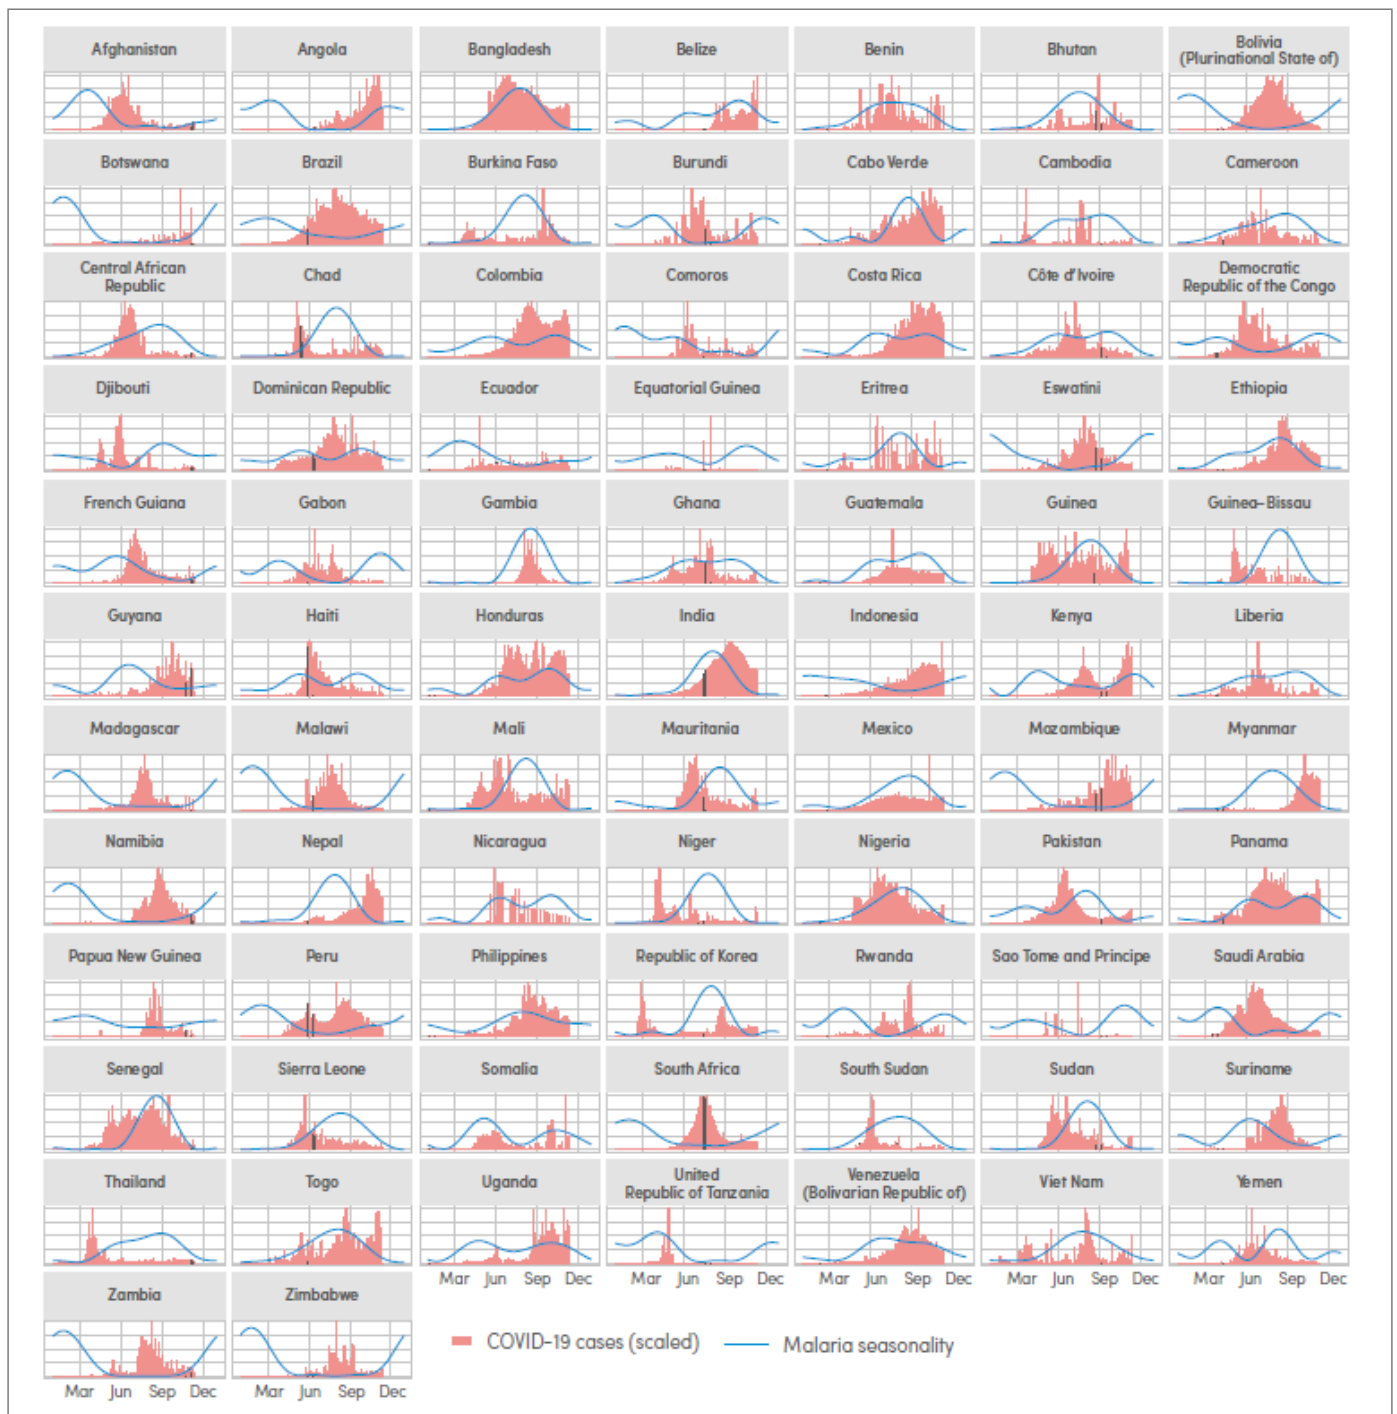 Afghanistan
Angola
Bangladesh
Belize
Benin
Bhutan
Bolivia
(Plurinational State of)
Botswana
Brazil
Burkina Faso
Burundi
Cabo Verde
Cambodia
Cameroon
Central African
Republic
Chad
Colombia
Comoros
Costa Rica
Côte d'Ivoire
Democratic
Republic of the Congo
Djibouti
Dominican Republic
Ecuador
Equatorial Guinea
Eritrea
Eswatini
Ethiopia
French Guiana
Gabon
Gambia
Ghana
Guatemala
Guinea
Guinea–Bissau
Guyana
Haiti
Honduras
India
Indonesia
Kenya
Liberia
Madagascar
Malawi
Mali
Mauritania
Mexico
Mozambique
Myanmar
Namibia
Nepal
Nicaragua
Niger
Nigeria
Pakistan
Panama
Papua New Guinea
Peru
Philippines
Republic of Korea
Rwanda
Sao Tome and Principe
Saudi Arabia
Senegal
Sierra Leone
Somalia
South Africa
South Sudan
Sudan
Suriname
Thailand
Togo
Uganda
United
Republic of Tanzania
Venezuela
(Bolivarian Republic of)
Viet Nam
Yemen
Mar Jun Sep Dec
Mar Jun Sep Dec
Mar Jun Sep Dec
Mar Jun Sep Dec
Mar Jun Sep Dec
Zambia
Zimbabwe
COVID-19 cases (scaled)
Malaria seasonality
Mar Jun Sep Dec
Mar Jun Sep Dec